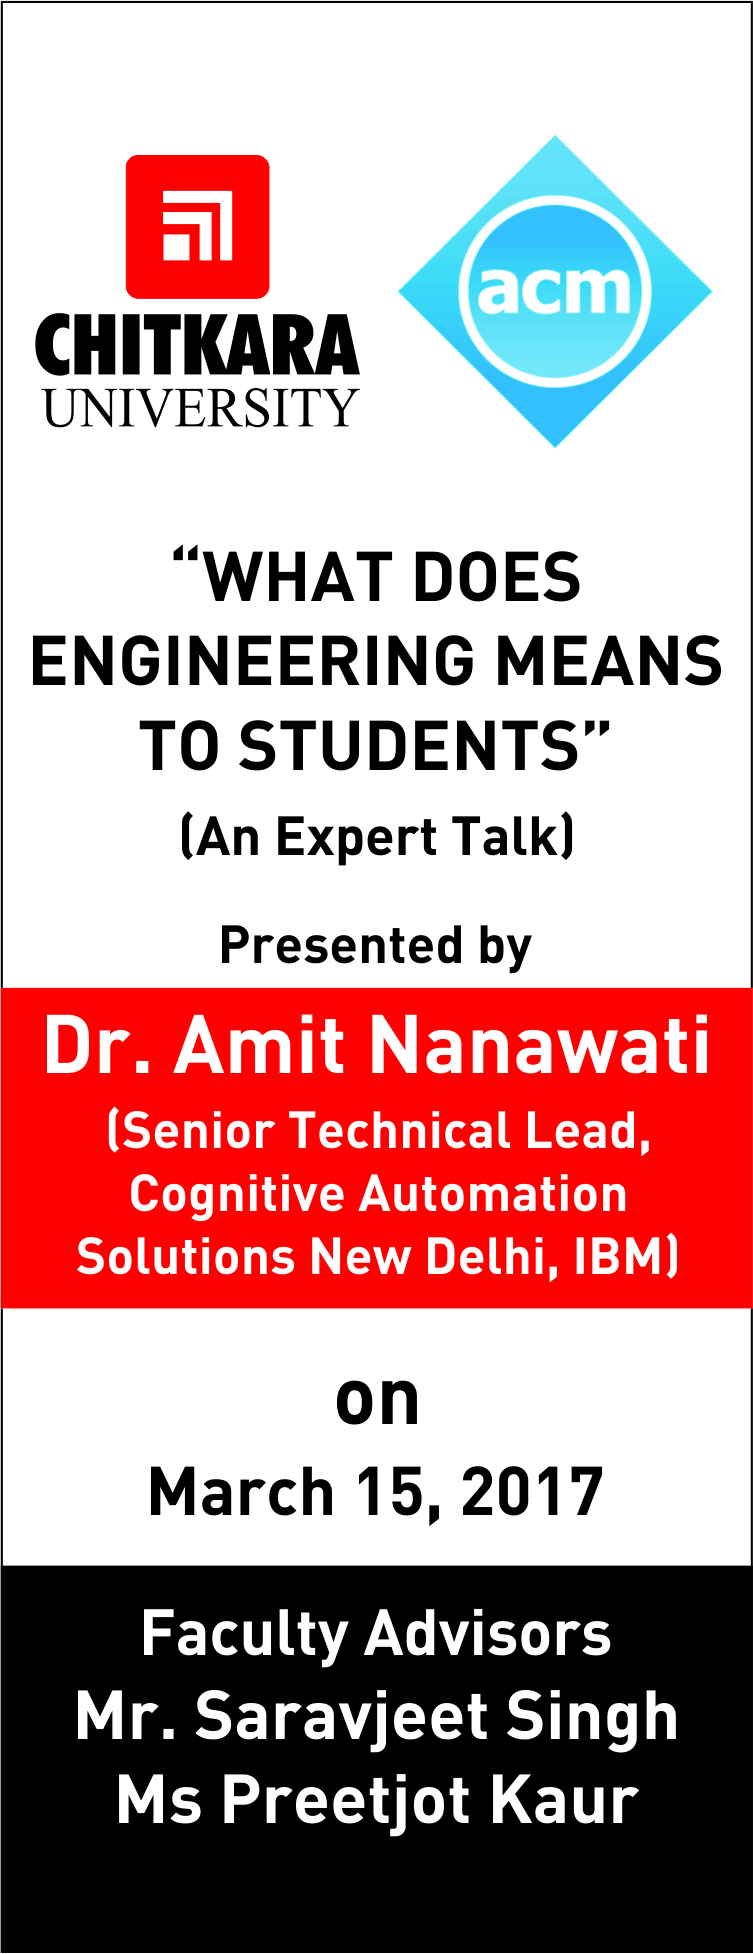 CHITKARA
UNIVERSITY
acm
“WHAT DOES
ENGINEERING MEANS
TO STUDENTS”
(An Expert Talk)
Presented by
Dr. Amit Nanawati
(Senior Technical Lead,
Cognitive Automation
Solutions New Delhi, IBM)
on
March 15, 2017
Faculty Advisors
Mr. Saravjeet Singh
Ms Preetjot Kaur